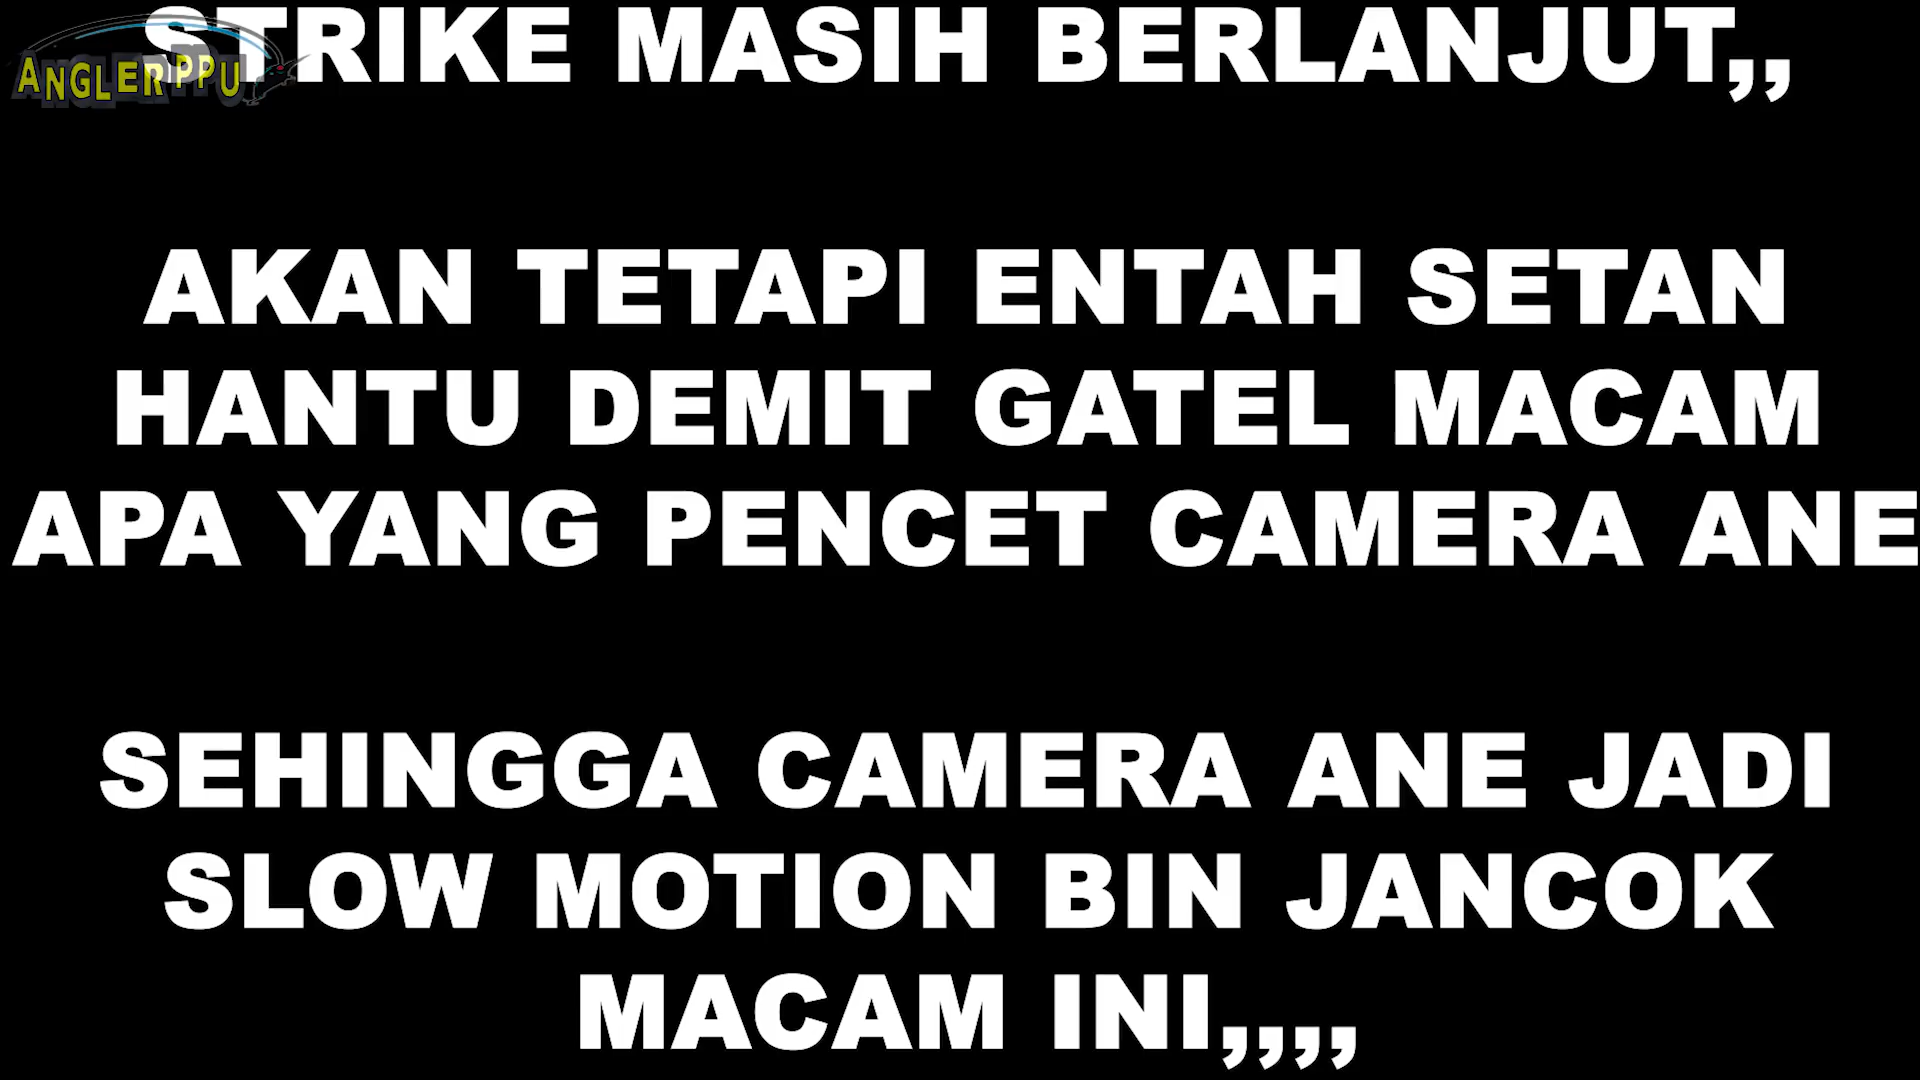 STRIKE MASIH BERLANJUT,,
ANGLERPPU
AKAN TETAPI ENTAH SETAN
HANTU DEMIT GATEL MACAM
APA YANG PENCET CAMERA ANE
SEHINGGA CAMERA ANE JADI
SLOW MOTION BIN JANCOK
MACAM INI,,,,